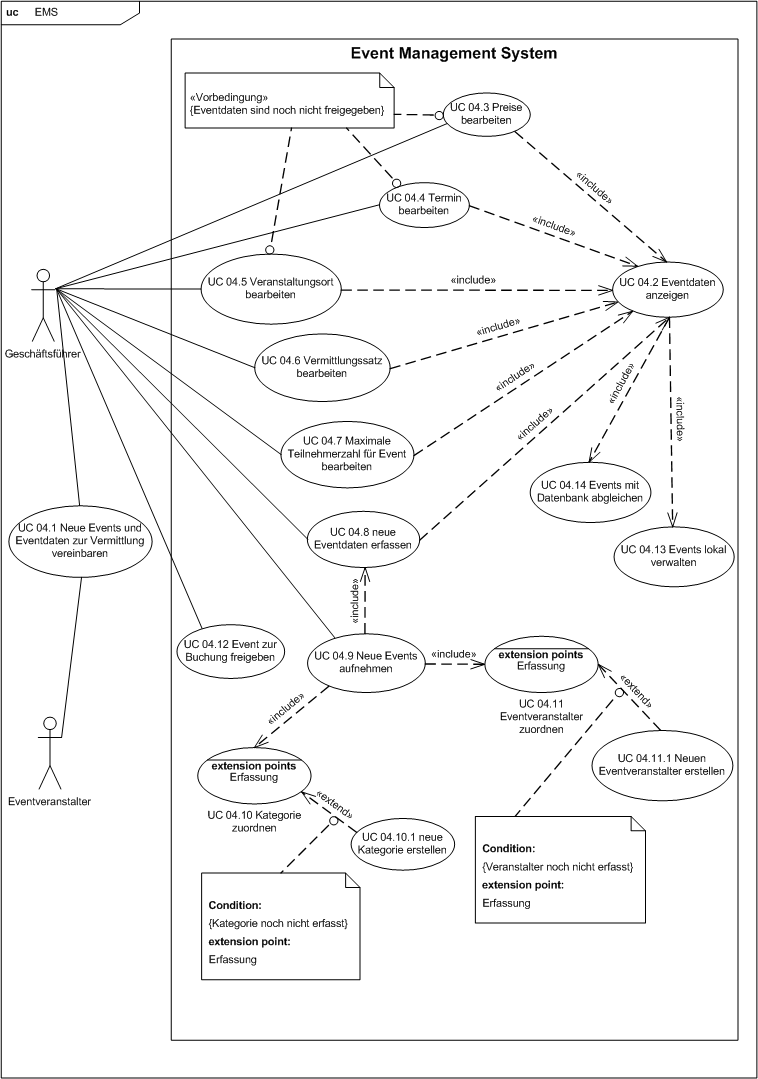 uc EMS
Event Management System
«Vorbedingung»
{Eventdaten sind noch nicht freigegeben}
UC 04.3 Preise
bearbeiten
«include»
UC 04.4 Termin
bearbeiten
«include»
UC 04.5 Veranstaltungsort
bearbeiten
«include»
UC 04.2 Eventdaten
anzeigen
Geschäftsführer
UC 04.6 Vermittlungssatz
bearbeiten
«include»
«include»
«include»
«include»
UC 04.7 Maximale
Teilnehmerzahl für Event
bearbeiten
«include»
UC 04.14 Events mit
Datenbank abgleichen
UC 04.1 Neue Events und
Eventdaten zur Vermittlung
vereinbaren
UC 04.8 neue
Eventdaten erfassen
UC 04.13 Events lokal
verwalten
«include»
UC 04.12 Event zur
Buchung freigeben
UC 04.9 Neue Events
aufnehmen
«include»
extension points
Erfassung
UC 04.11
Eventveranstalter
zuordnen
«extend»
«include»
Eventveranstalter
extension points
Erfassung
UC 04.10 Kategorie
zuordnen
«extend»
UC 04.11.1 Neuen
Eventveranstalter erstellen
UC 04.10.1 neue
Kategorie erstellen
Condition:
{Veranstalter noch nicht erfasst}
extension point:
Erfassung
Condition:
{Kategorie noch nicht erfasst}
extension point:
Erfassung